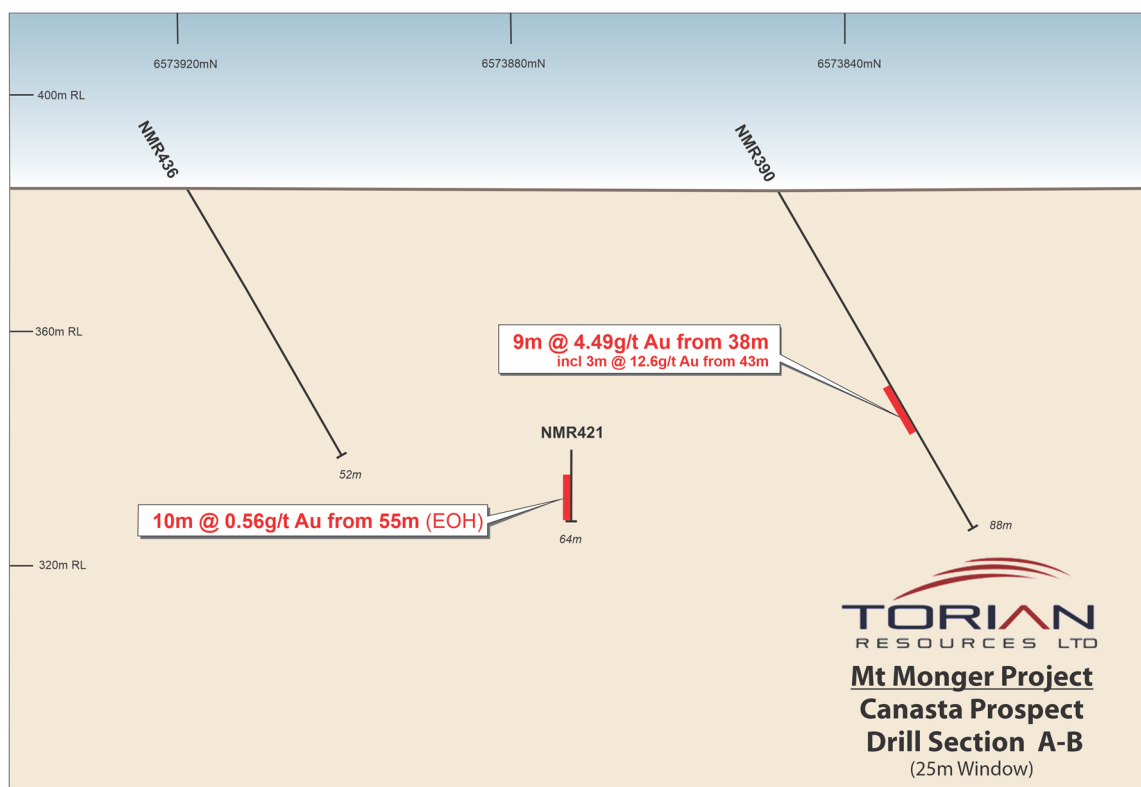 6573920mN
6573880mN
6573840mN
400m RL
NMR436
NMR390
360m RL
9m @ 4.49g/t Au from 38m
incl 3m @ 12.6g/t Au from 43m
NMR421
52m
10m @ 0.56g/t Au from 55m (EOH)
88m
64m
320m RL
TORIAN
RESOURCES LTD
Mt Monger Project
Canasta Prospect
Drill Section A-B
(25m Window)